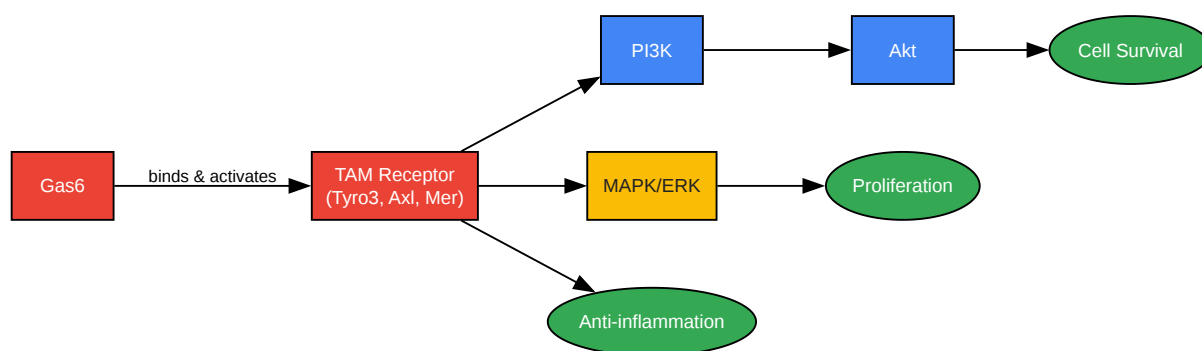 PI3K
Akt
Cell Survival
Gas6
binds & activates
TAM Receptor
(Tyro3, Axl, Mer)
MAPK/ERK
Proliferation
Anti-inflammation